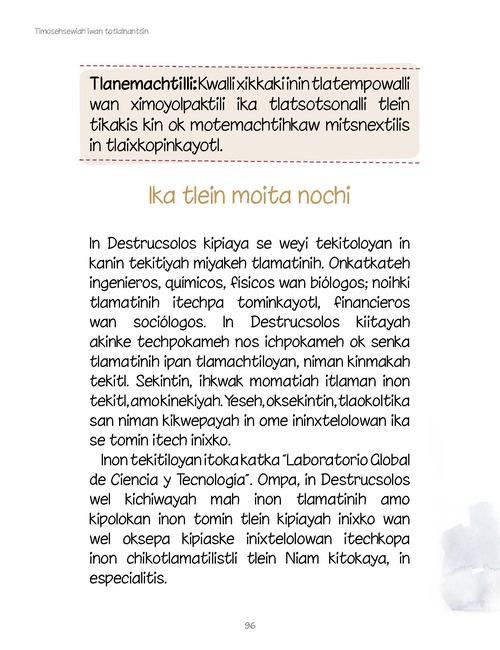 Timosehsewiah iwan totlalnantsin
Tlanemachtilli: Kwalli xikkaki inin tlatempowalli
wan ximoyolpaktili ika tlatsotsonalli tlein
tikakis kin ok motemachtihkaw mitsnextilis
in tlaixkopinkayotl.
Ika tlein moita nochi
In Destrucsolos kipiaya se weyi tekitoloyan in
kanin tekitiyah miyakeh tlamatinih. Onkatkateh
ingenieros, químicos, físicos wan biólogos; noihki
tlamatinih itechpa tominkayotl, financieros
wan sociólogos. In Destrucsolos kiitayah
akinke techpokameh nos ichpokameh ok senka
tlamatinih ipan tlamachtiloyan, niman kinmakah
tekitl. Sekintin, ihkwak momatiah itlaman inon
tekitl, amo kinekiyah. Yeseh, oksekintin, tlaokoltika
san niman kikwepayah in ome ininxtelolowan ika
se tomin itech inixko.
Inon tekitiloyan itoka katka "Laboratorio Global
de Ciencia y Tecnología". Ompa, in Destrucsolos
wel kichiwayah mah inon tlamatinih amo
kipolokan inon tomin tlein kipiayah inixko wan
wel oksepa kipiaske inixtelolowan itechkopa
inon chikotlamatilistli tlein Niam kitokaya, in
especialitis.
96